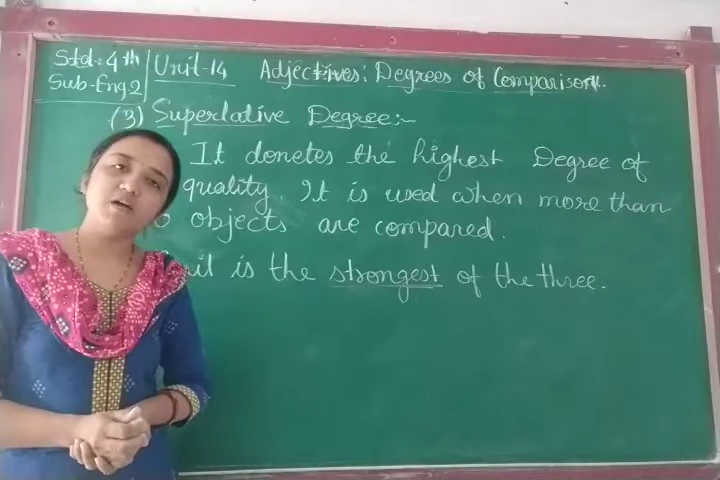 Std: 4th Unit-14 Adjectives: Degrees of Comparison.
Sub-Eng 2
(3) Superlative Degree:-
It donetes the highest Degree of
quality. It is used when more than
objects are compared.
is the strongest of the three.